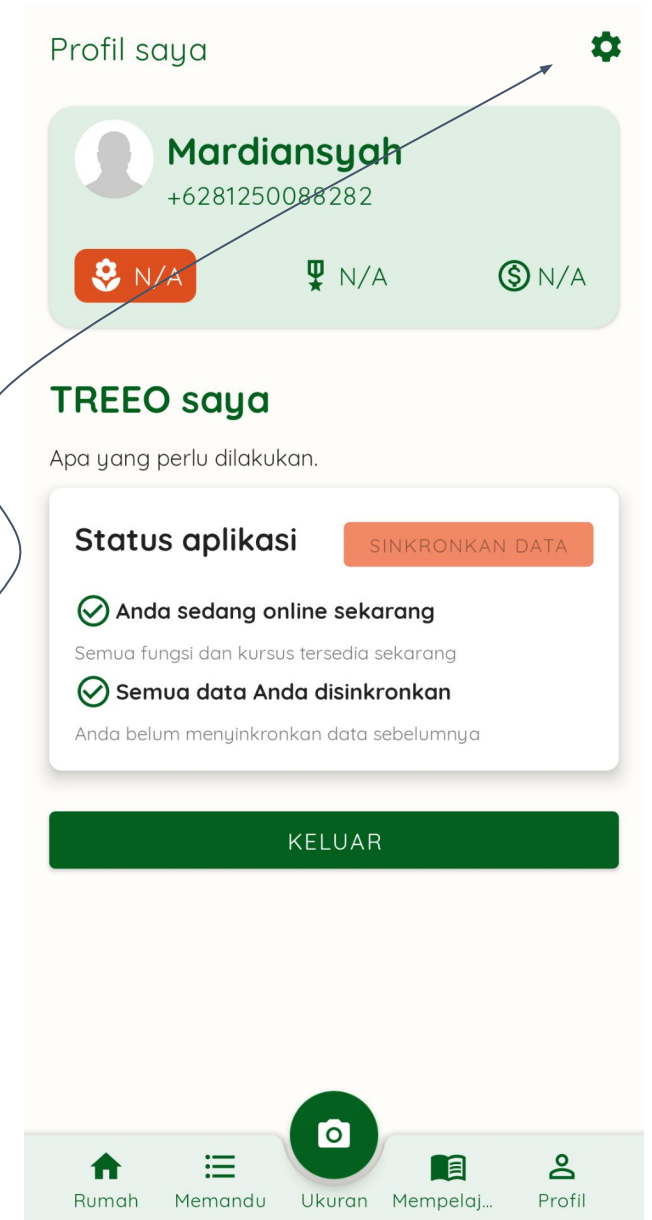 Profil saya
Mardiansyah
+6281250088282
N/A N/A N/A
TREEO saya
Apa yang perlu dilakukan.
Status aplikasi SINKRONKAN DATA
Anda sedang online sekarang
Semua fungsi dan kursus tersedia sekarang
Semua data Anda disinkronkan
Anda belum menyinkronkan data sebelumnya
KELUAR
Rumah Memandu Ukuran Mempelaj... Profil